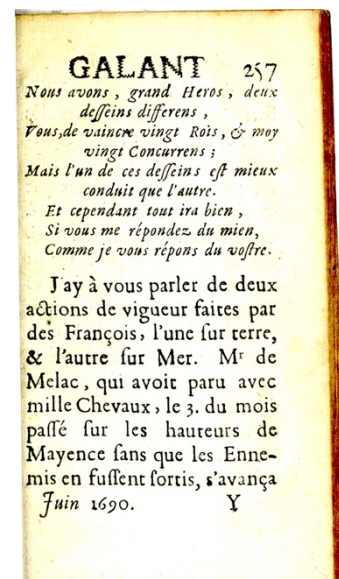 GALANT 257
Nous avons, grand Heros, deux
desseins differens,
Vous, de vaincre vingt Rois, & moy
vingt Concurrens ;
Mais l'un de ces desseins est mieux
conduit que l'autre.
Et cependant tout ira bien,
Si vous me répondez du mien,
Comme je vous répons du vostre.
J'ay à vous parler de deux
actions de vigueur faites par
des François, l'une sur terre,
& l'autre sur Mer. Mr de
Melac, qui avoit paru avec
mille Chevaux, le 3. du mois
passé sur les hauteurs de
Mayence sans que les Enne-
mis en fussent sortis, s'avança
Juin 1690. Y